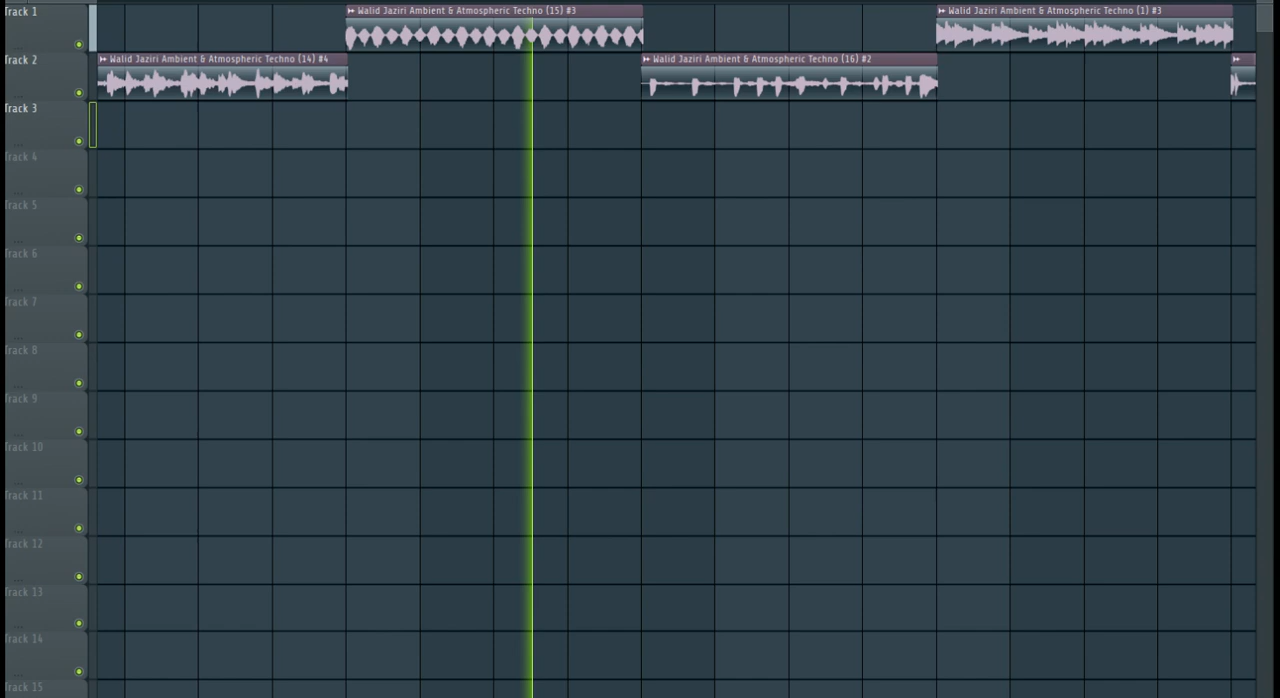 Track 1
Walid Jaziri Ambient & Atmospheric Techno (15) #3
Walid Jaziri Ambient & Atmospheric Techno (1) #3
Track 2
Walid Jaziri Ambient & Atmospheric Techno (14) #4
Walid Jaziri Ambient & Atmospheric Techno (16) #2
Track 3
Track 4
Track 5
Track 6
Track 7
Track 8
Track 9
Track 10
Track 11
Track 12
Track 13
Track 14
Track 15